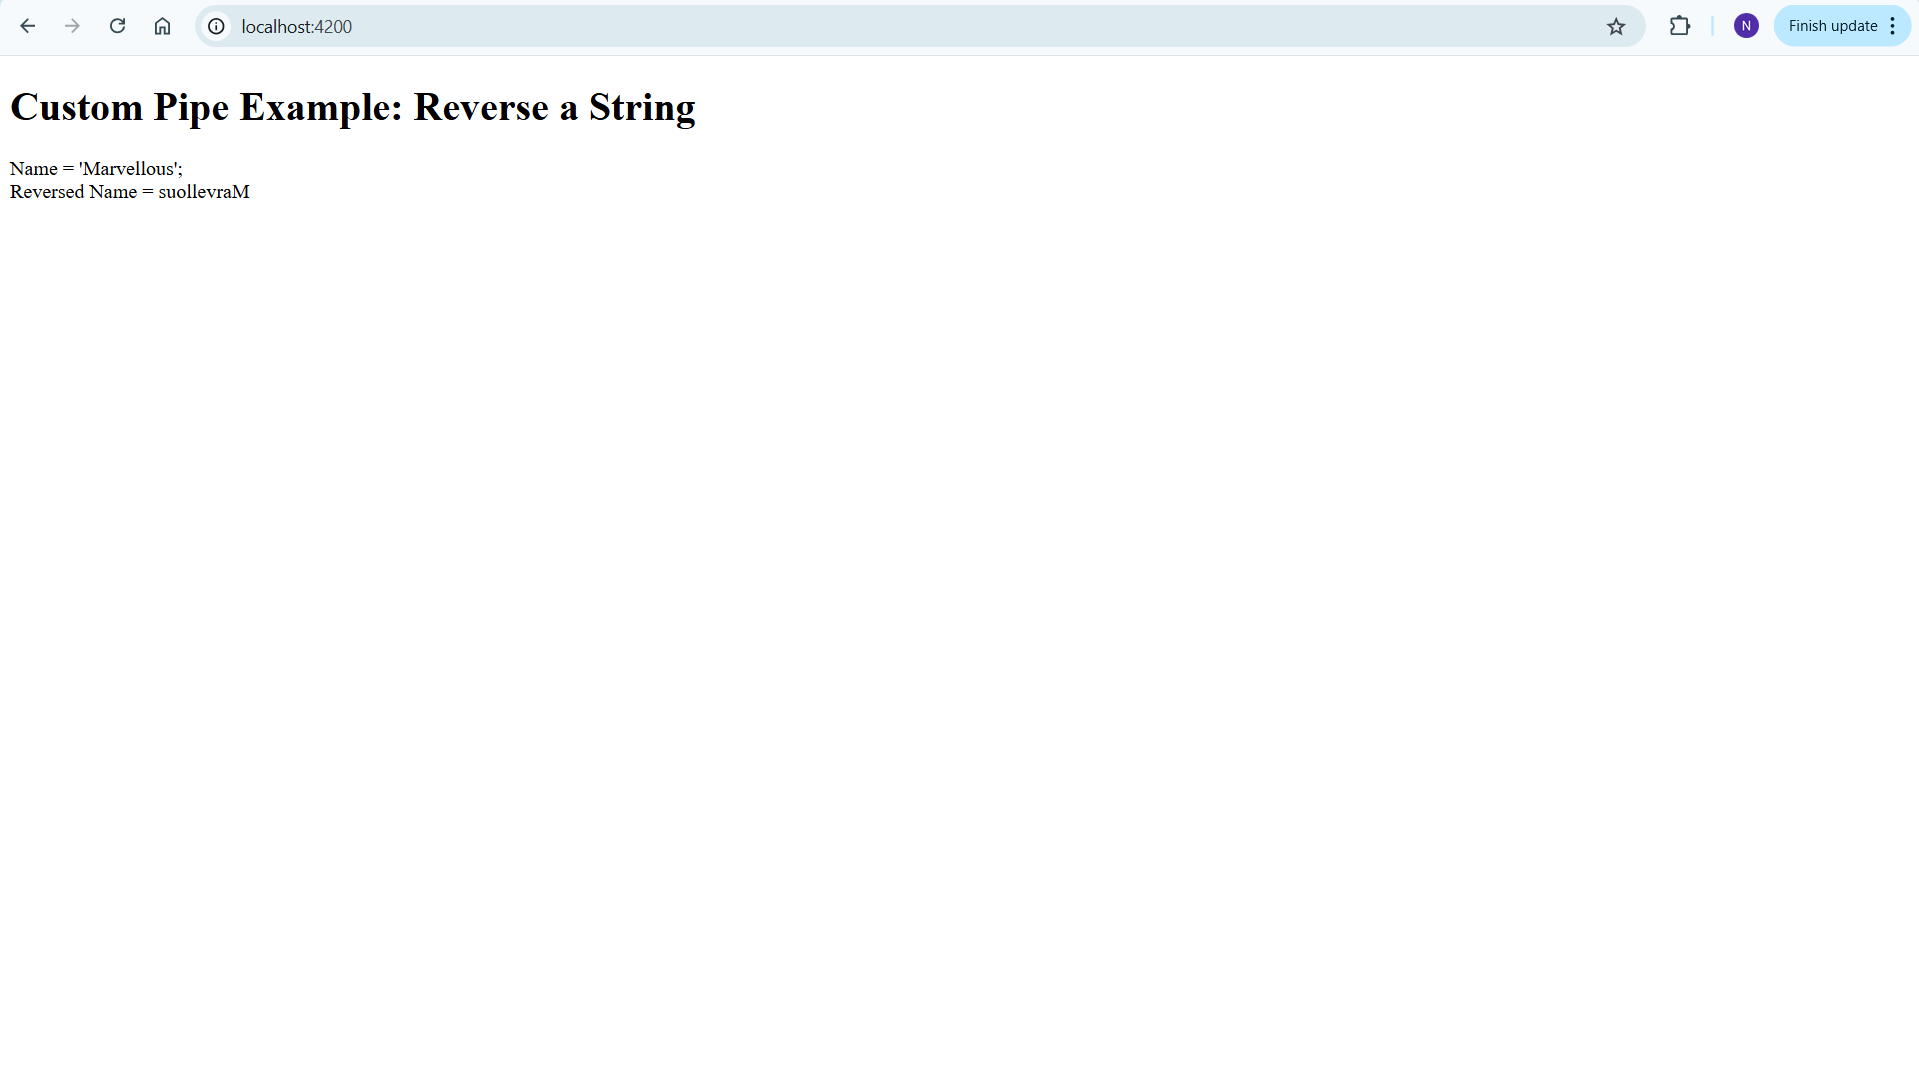 localhost:4200
N
Finish update
Custom Pipe Example: Reverse a String
Name = 'Marvellous';
Reversed Name = suollevraM